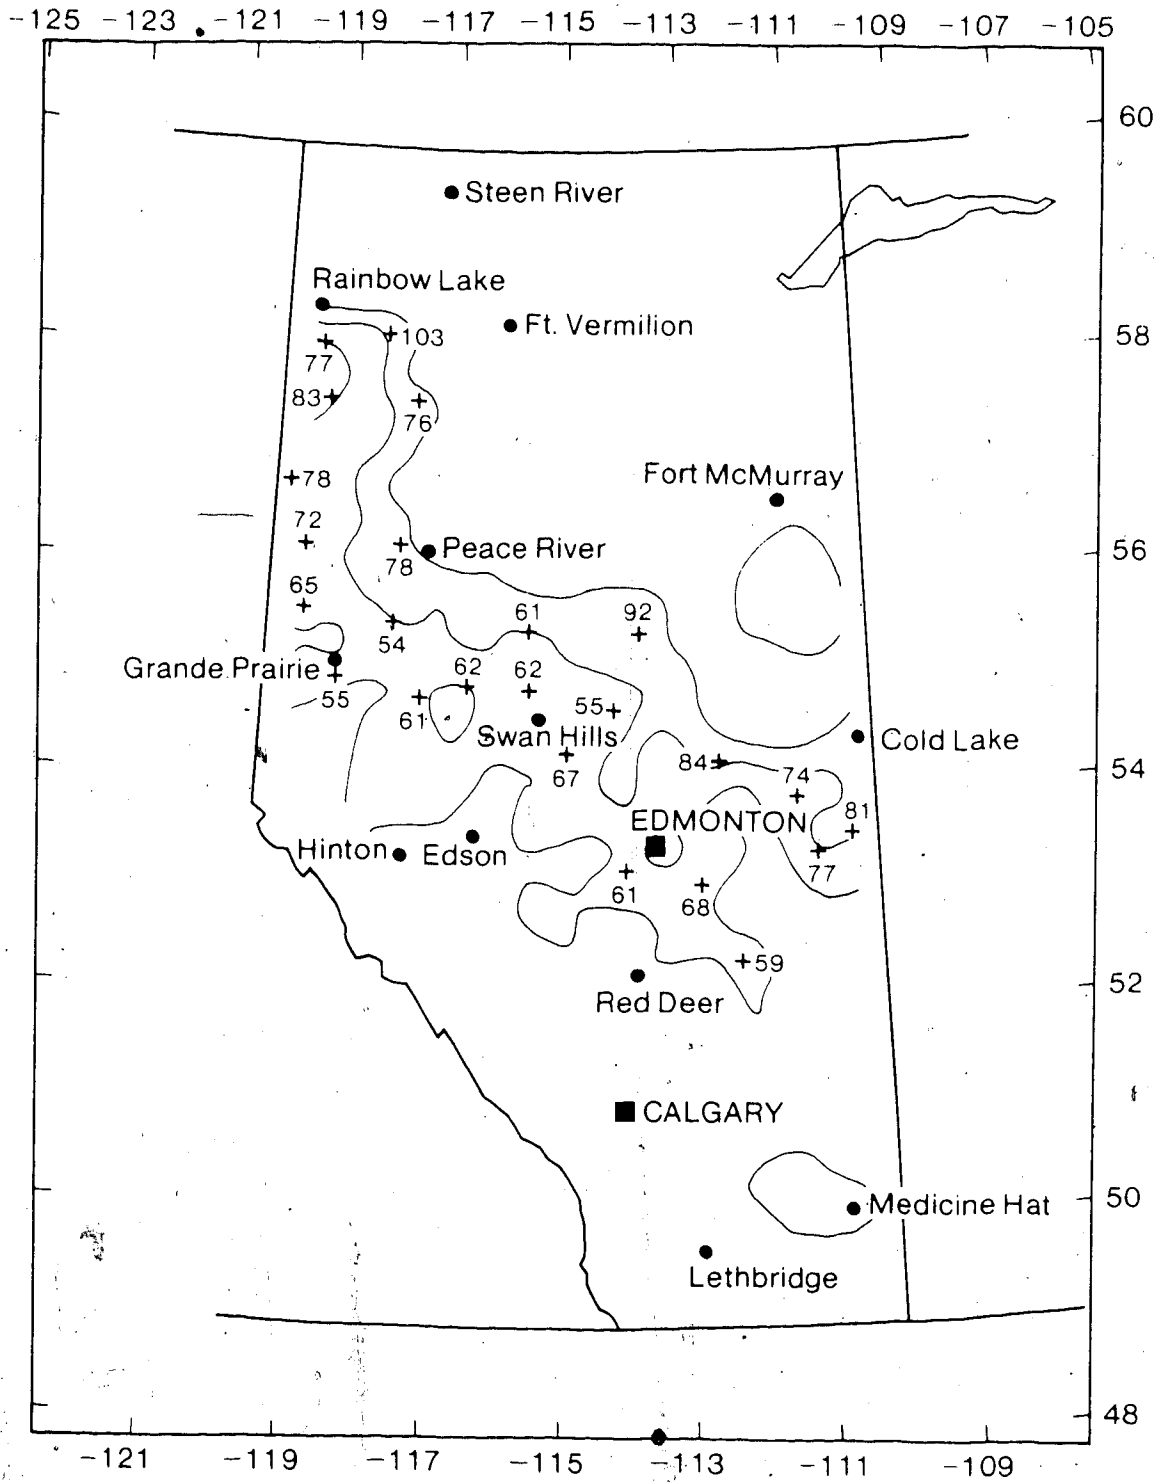 -125 -123 -121 -119 -117 -115 -113 -111 -109 -107 -105
60
Steen River
Rainbow Lake
Ft. Vermilion
58
103
77
83
76
Fort McMurray
78
72
Peace River
56
78
65
61
92
54
Grande Prairie
62
62
55
61
55
Swan Hills
Cold Lake
84
54
67
74
81
EDMONTON
Hinton
Edson
77
61
68
59
52
Red Deer
CALGARY
50
Medicine Hat
Lethbridge
48
-121 -119 -117 -115 -113 -111 -109